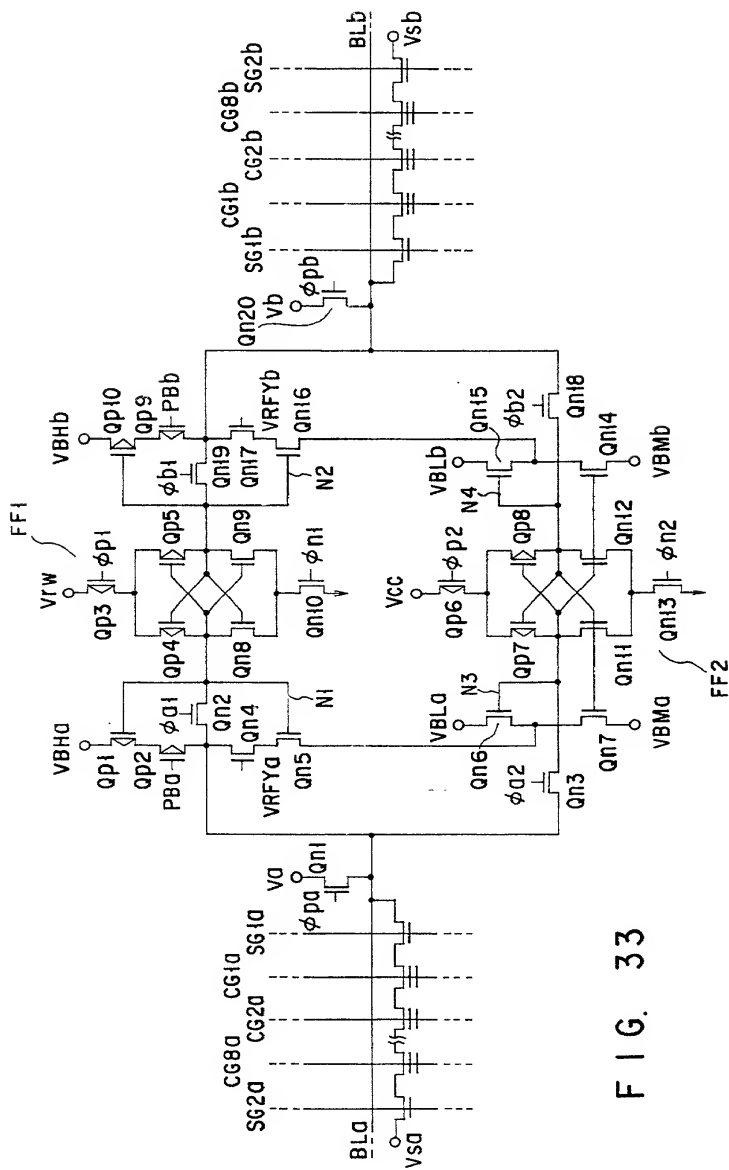 FIG. 33
FF1
FF2
Vrw
Qp3
φp1
Qp4
Qp5
Qn8
Qn9
Qn10
φn1
VBHa
Qp1
Qp2
PBa
φa1
Qn2
Qn4
VRFYa
Qn5
N1
VBHb
Qp10
Qp9
PBb
φb1
Qn19
Qn17
VRFYb
Qn16
N2
Vcc
Qp6
φp2
Qp7
Qp8
Qn11
Qn12
Qn13
φn2
VBLa
N3
Qn6
Qn7
VBMa
φa2
Qn3
VBLb
N4
Qn15
Qn14
VBMb
φb2
Qn18
Va
Qn1
φpa
SG1a
CG1a
CG2a
CG8a
SG2a
BLa
Vsa
Qn20
Vb
φpb
SG1b
CG1b
CG2b
CG8b
SG2b
BLb
Vsb